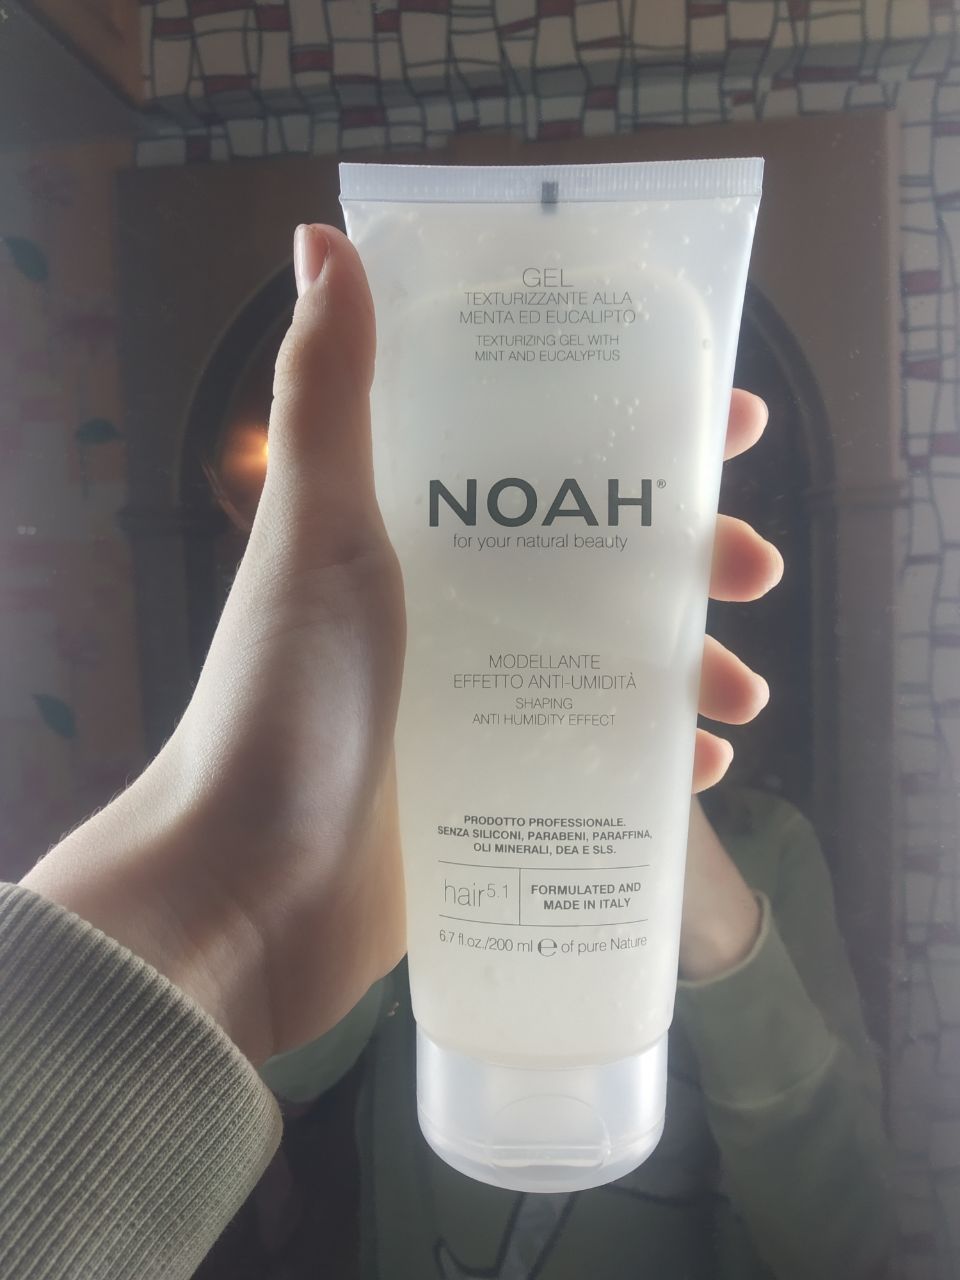 GEL
TEXTURIZZANTE ALLA
MENTA ED EUCALIPTO
TEXTURIZING GEL WITH
MINT AND EUCALYPTUS
NOAH®
for your natural beauty
MODELLANTE
EFFETTO ANTI-UMIDITÀ
SHAPING
ANTI HUMIDITY EFFECT
PRODOTTO PROFESSIONALE.
SENZA SILICONI, PARABENI, PARAFFINA,
OLI MINERALI, DEA E SLS.
hair 5.1
FORMULATED AND
MADE IN ITALY
6.7 fl.oz./200 ml ℮ of pure Nature